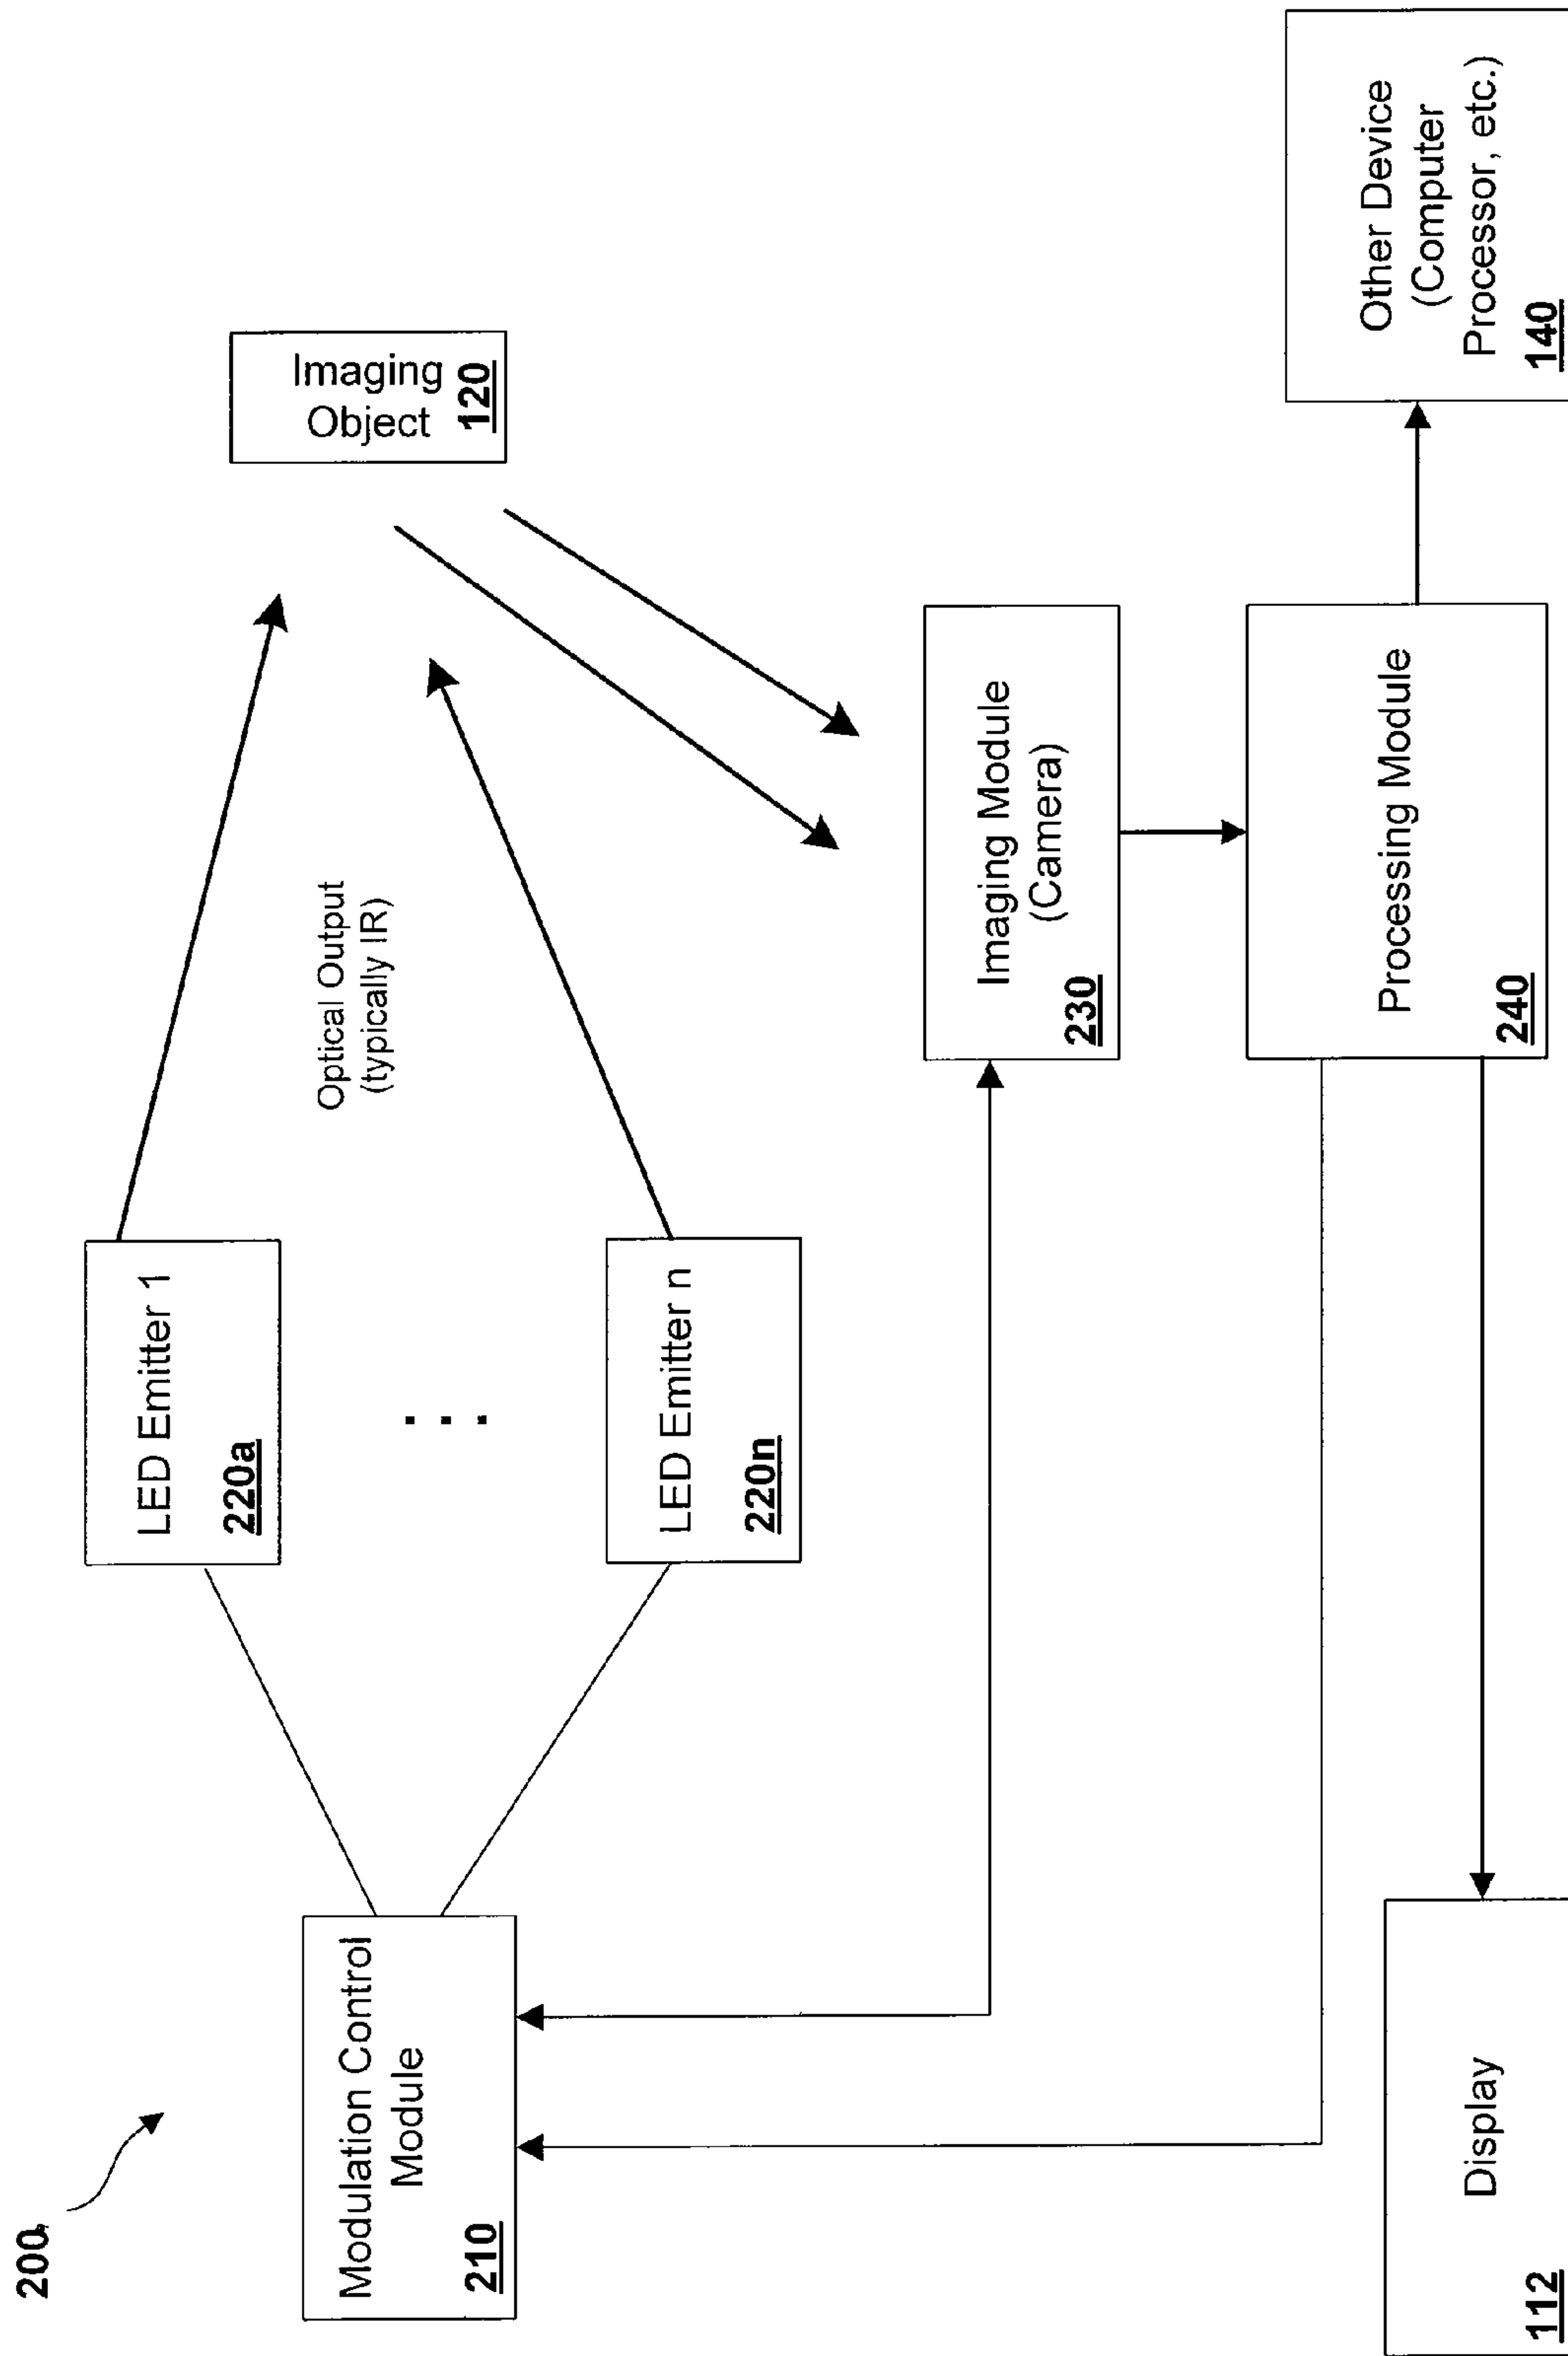 200
Modulation Control
Module
210
LED Emitter 1
220a
. . .
LED Emitter n
220n
Optical Output
(typically IR)
Imaging
Object
120
Imaging Module
(Camera)
230
Processing Module
240
Other Device
(Computer
Processor, etc.)
140
Display
112